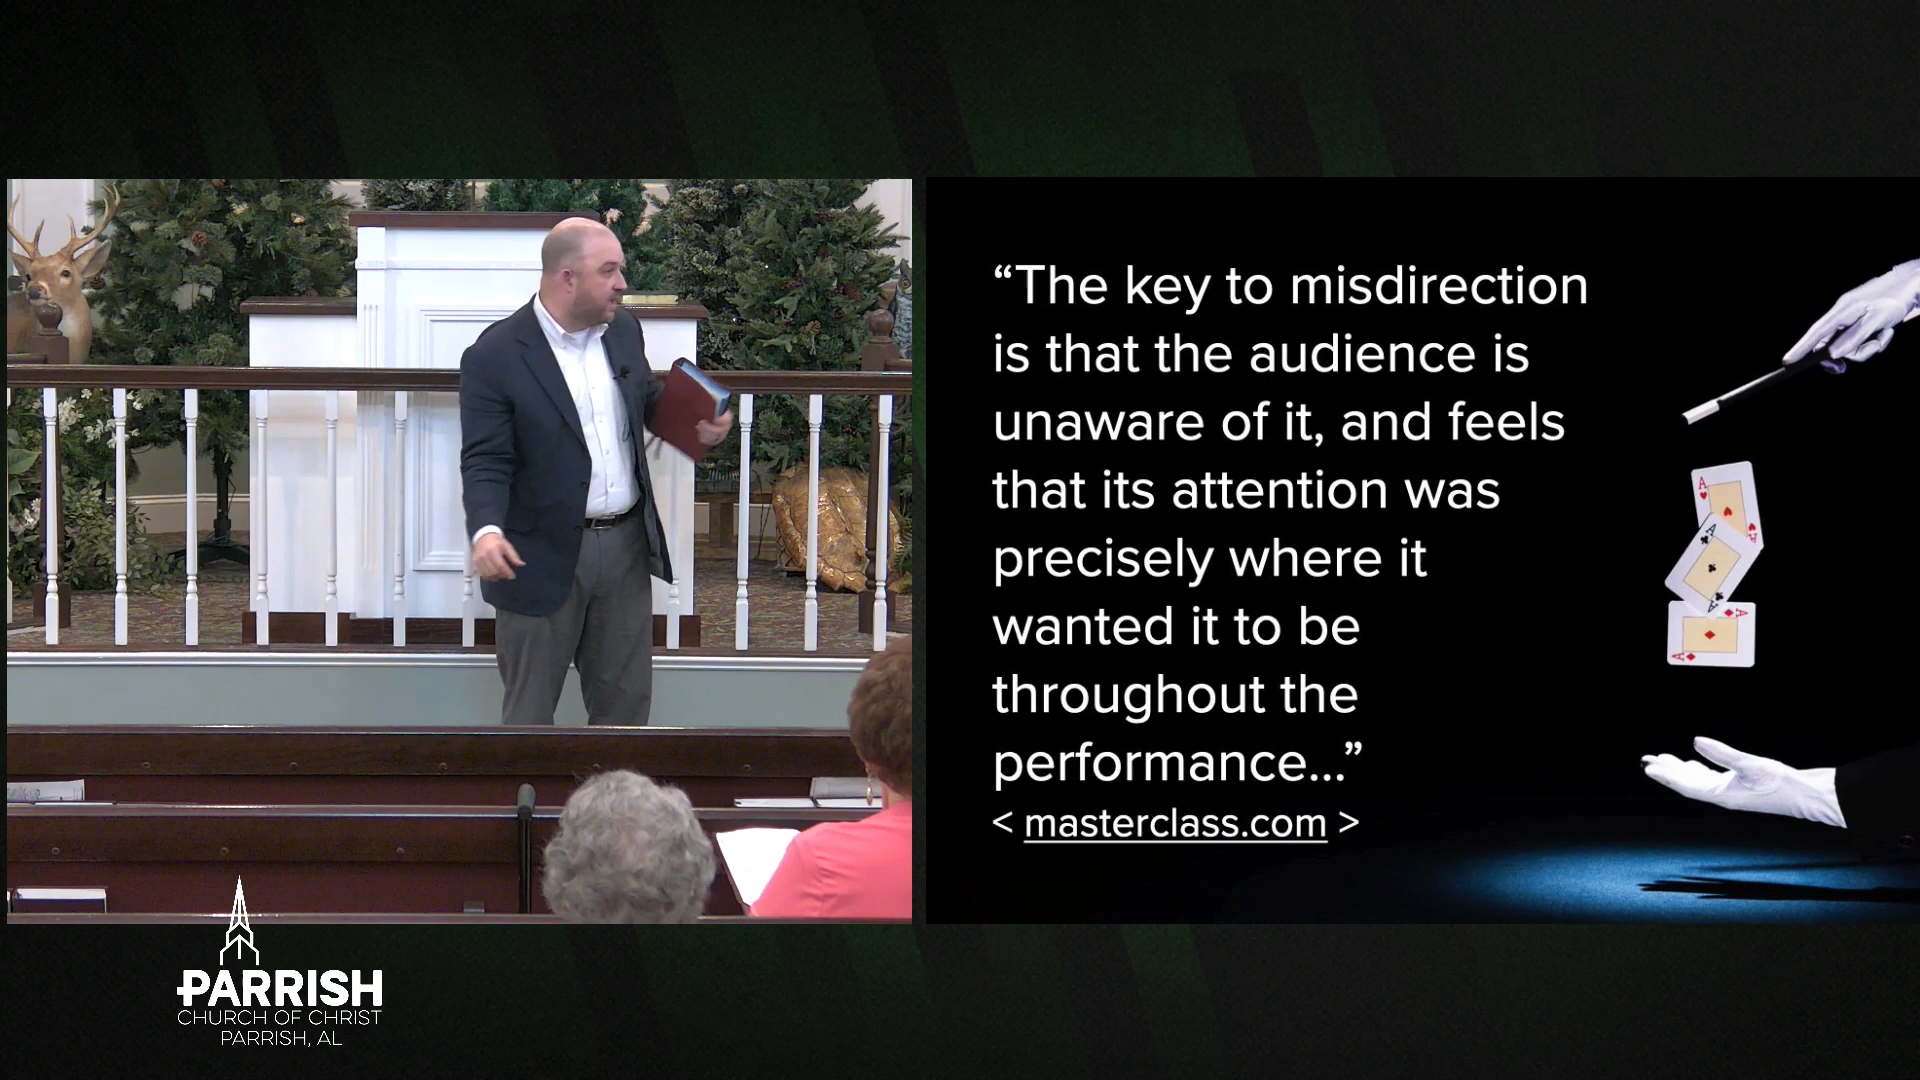 “The key to misdirection
is that the audience is
unaware of it, and feels
that its attention was
precisely where it
wanted it to be
throughout the
performance...”
< masterclass.com >
PARRISH
CHURCH OF CHRIST
PARRISH, AL